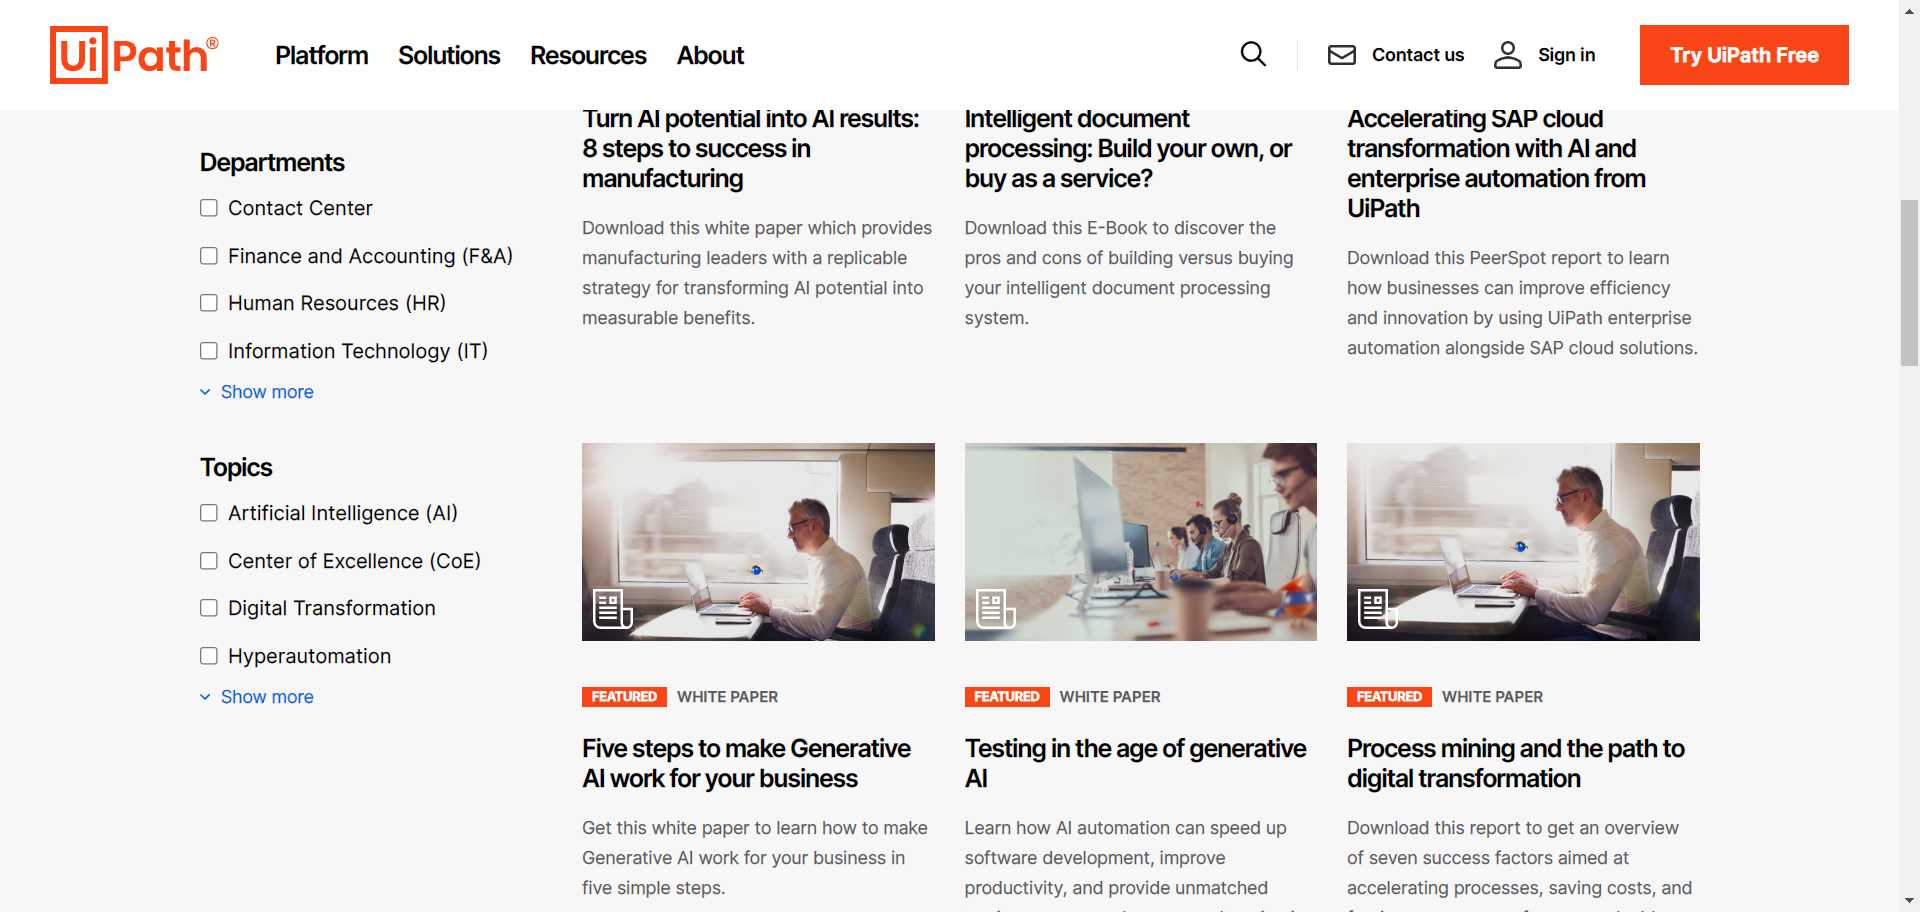 UiPath®
Platform
Solutions
Resources
About
Contact us
Sign in
Try UiPath Free
Departments
Contact Center
Finance and Accounting (F&A)
Human Resources (HR)
Information Technology (IT)
Show more
Topics
Artificial Intelligence (AI)
Center of Excellence (CoE)
Digital Transformation
Hyperautomation
Show more
Turn AI potential into AI results:
8 steps to success in
manufacturing
Download this white paper which provides
manufacturing leaders with a replicable
strategy for transforming AI potential into
measurable benefits.
Intelligent document
processing: Build your own, or
buy as a service?
Download this E-Book to discover the
pros and cons of building versus buying
your intelligent document processing
system.
Accelerating SAP cloud
transformation with AI and
enterprise automation from
UiPath
Download this PeerSpot report to learn
how businesses can improve efficiency
and innovation by using UiPath enterprise
automation alongside SAP cloud solutions.
FEATURED WHITE PAPER
Five steps to make Generative
AI work for your business
Get this white paper to learn how to make
Generative AI work for your business in
five simple steps.
FEATURED WHITE PAPER
Testing in the age of generative
AI
Learn how AI automation can speed up
software development, improve
productivity, and provide unmatched
FEATURED WHITE PAPER
Process mining and the path to
digital transformation
Download this report to get an overview
of seven success factors aimed at
accelerating processes, saving costs, and